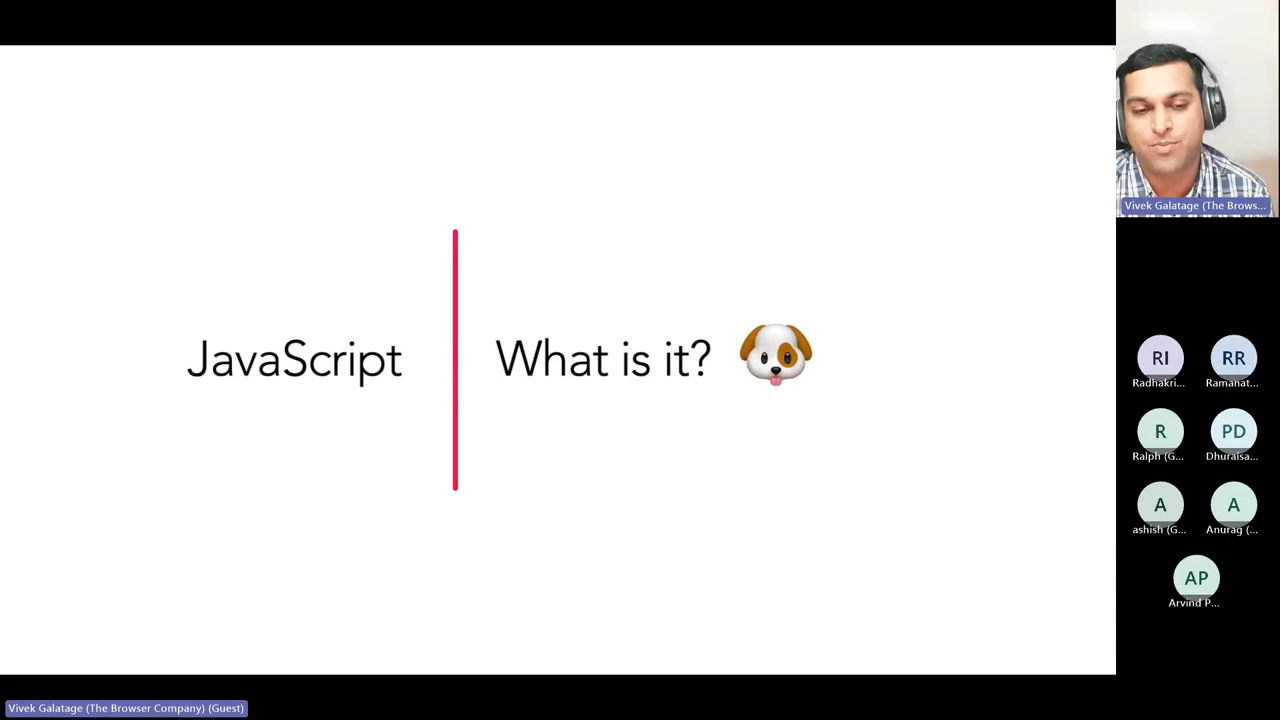 JavaScript
What is it?
Vivek Galatage (The Brows...
RI
RR
Radhakri...
Ramanat...
R
PD
Ralph (G...
Dhuraisa...
A
A
ashish (G...
Anurag (...
AP
Arvind P...
Vivek Galatage (The Browser Company) (Guest)